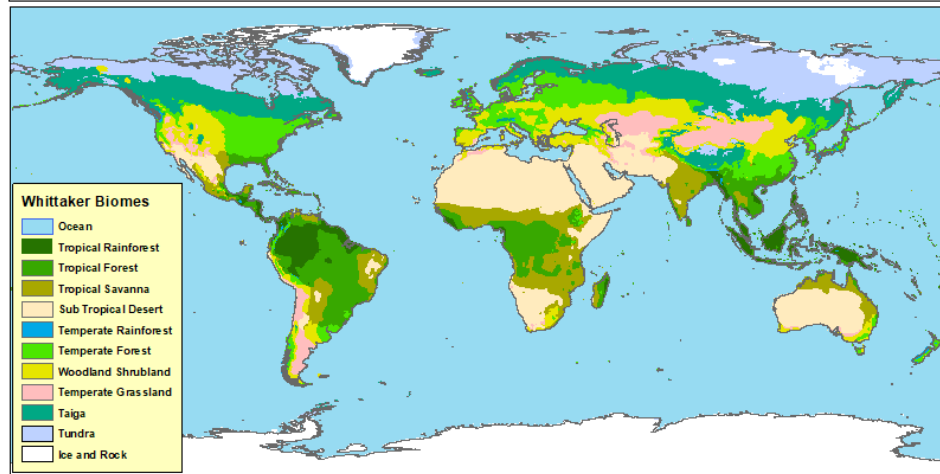 Whittaker Biomes
Ocean
Tropical Rainforest
Tropical Forest
Tropical Savanna
Sub Tropical Desert
Temperate Rainforest
Temperate Forest
Woodland Shrubland
Temperate Grassland
Taiga
Tundra
Ice and Rock